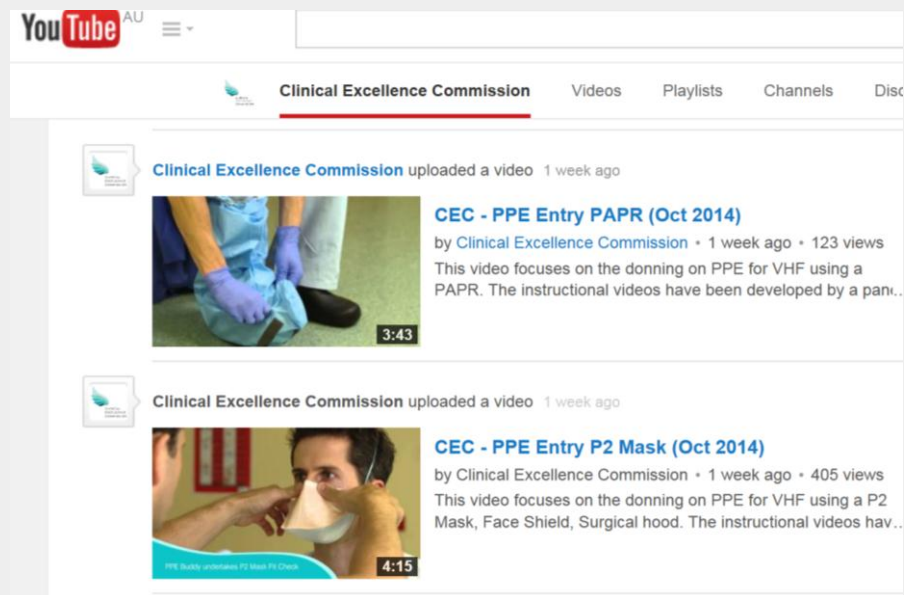 YouTube AU
Clinical Excellence Commission Videos Playlists Channels Disc
Clinical Excellence Commission uploaded a video 1 week ago
CEC - PPE Entry PAPR (Oct 2014)
by Clinical Excellence Commission • 1 week ago • 123 views
This video focuses on the donning on PPE for VHF using a
PAPR. The instructional videos have been developed by a pan...
3:43
Clinical Excellence Commission uploaded a video 1 week ago
CEC - PPE Entry P2 Mask (Oct 2014)
by Clinical Excellence Commission • 1 week ago • 405 views
This video focuses on the donning on PPE for VHF using a P2
Mask, Face Shield, Surgical hood. The instructional videos hav...
PPE Buddy undertakes P2 Mask Fit Check
4:15